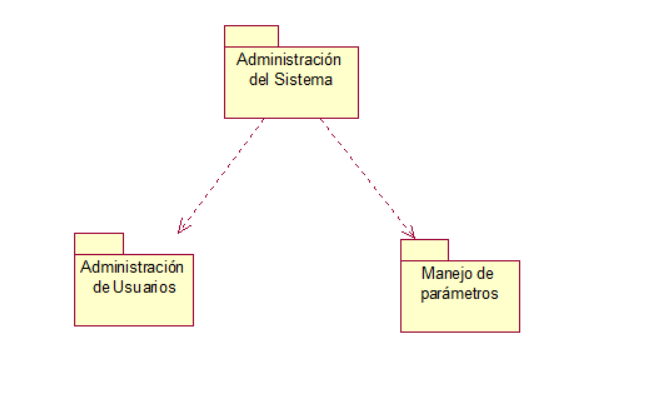 Administración
del Sistema
Administración
de Usuarios
Manejo de
parámetros